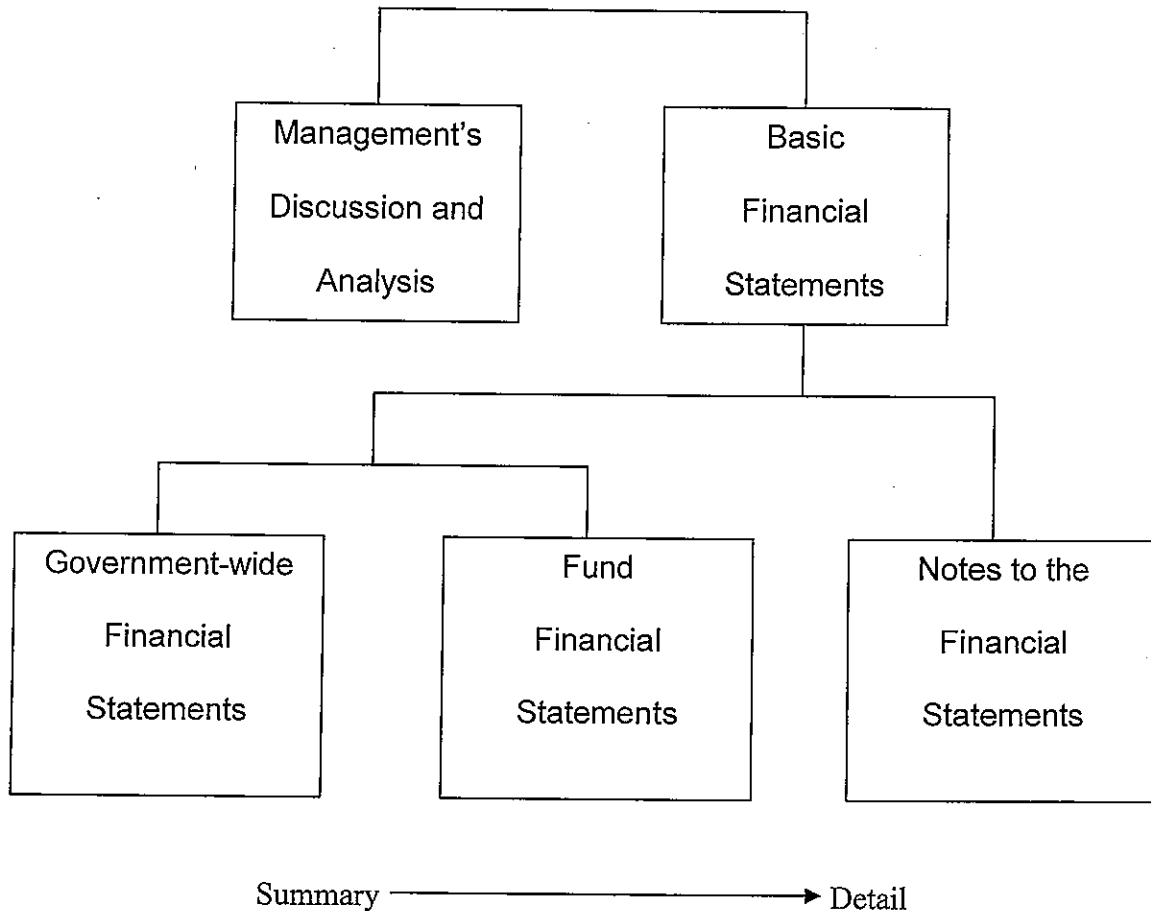 Management's
Discussion and
Analysis
Basic
Financial
Statements
Government-wide
Financial
Statements
Fund
Financial
Statements
Notes to the
Financial
Statements
Summary Detail